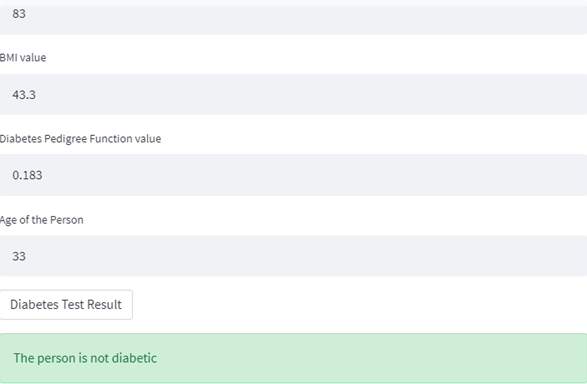 83
BMI value
43.3
Diabetes Pedigree Function value
0.183
Age of the Person
33
Diabetes Test Result
The person is not diabetic